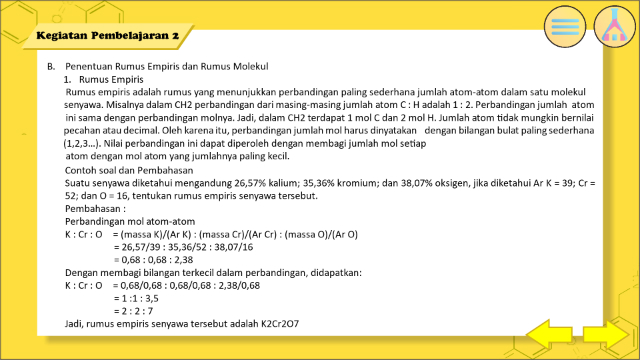 Kegiatan Pembelajaran 2
B. Penentuan Rumus Empiris dan Rumus Molekul
1. Rumus Empiris
Rumus empiris adalah rumus yang menunjukkan perbandingan paling sederhana jumlah atom-atom dalam satu molekul
senyawa. Misalnya dalam CH2 perbandingan dari masing-masing jumlah atom C : H adalah 1 : 2. Perbandingan jumlah atom
ini sama dengan perbandingan molnya. Jadi, dalam CH2 terdapat 1 mol C dan 2 mol H. Jumlah atom tidak mungkin bernilai
pecahan atau decimal. Oleh karena itu, perbandingan jumlah mol harus dinyatakan dengan bilangan bulat paling sederhana
(1,2,3...). Nilai perbandingan ini dapat diperoleh dengan membagi jumlah mol setiap
atom dengan mol atom yang jumlahnya paling kecil.
Contoh soal dan Pembahasan
Suatu senyawa diketahui mengandung 26,57% kalium; 35,36% kromium; dan 38,07% oksigen, jika diketahui Ar K = 39; Cr =
52; dan O = 16, tentukan rumus empiris senyawa tersebut.
Pembahasan :
Perbandingan mol atom-atom
K : Cr : O = (massa K)/(Ar K) : (massa Cr)/(Ar Cr) : (massa O)/(Ar O)
= 26,57/39 : 35,36/52 : 38,07/16
= 0,68 : 0,68 : 2,38
Dengan membagi bilangan terkecil dalam perbandingan, didapatkan:
K : Cr : O = 0,68/0,68 : 0,68/0,68 : 2,38/0,68
= 1 :1 : 3,5
= 2 : 2 : 7
Jadi, rumus empiris senyawa tersebut adalah K2Cr2O7